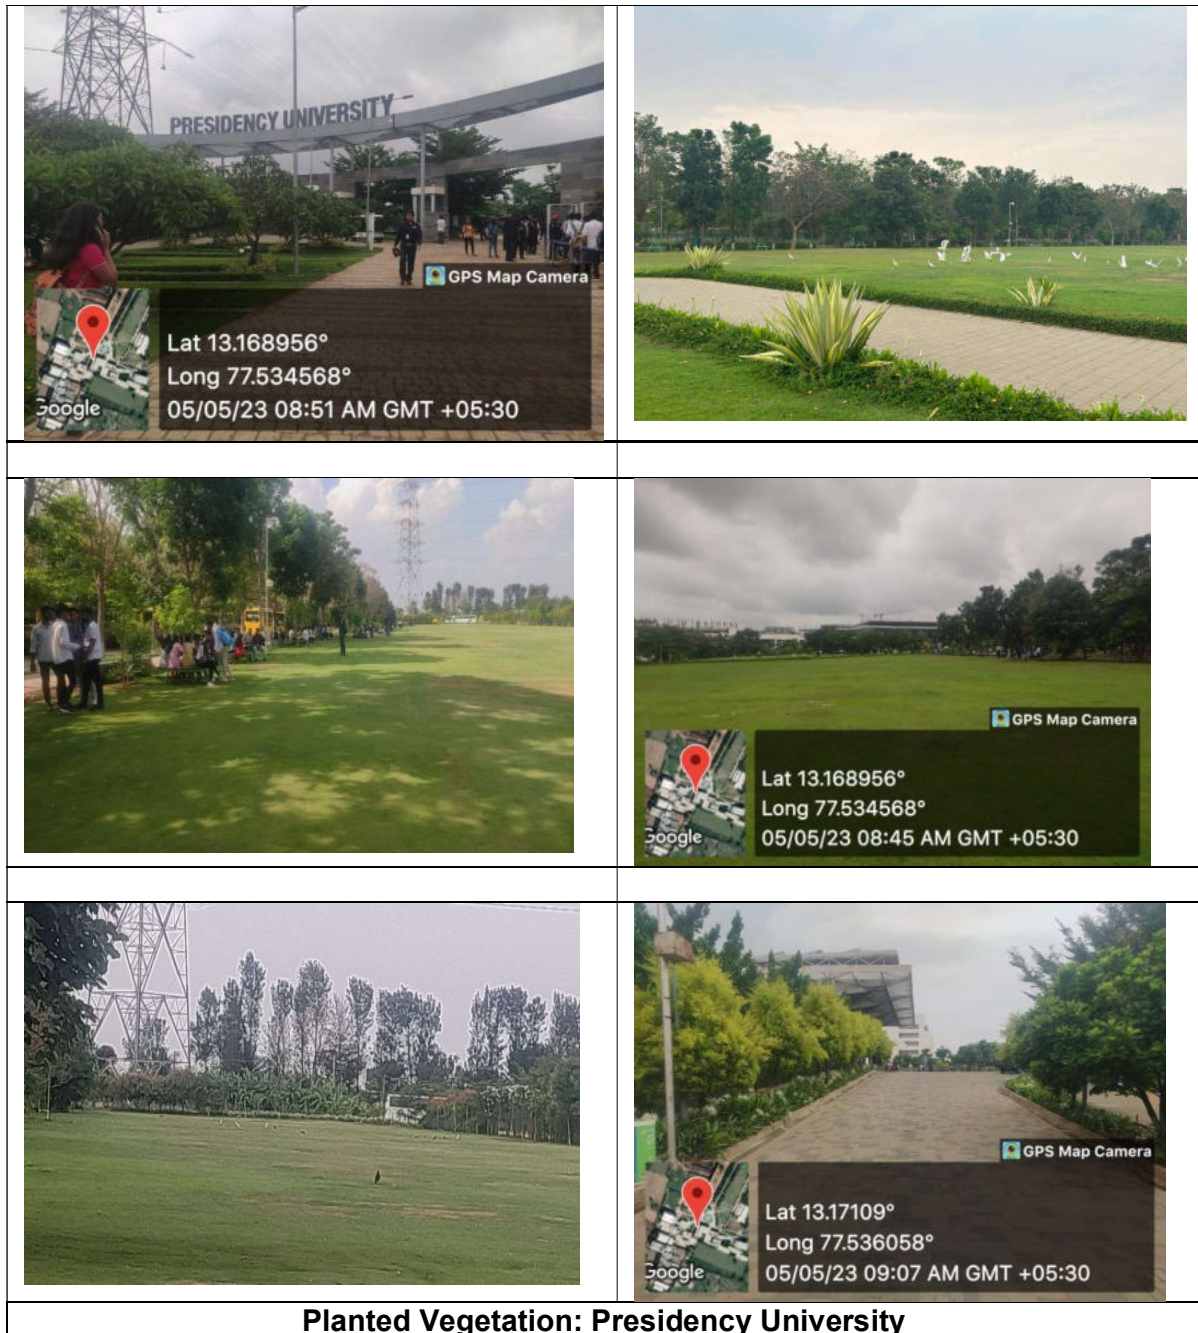 PRESIDENCY UNIVERSITY
GPS Map Camera
Lat 13.168956°
Long 77.534568°
05/05/23 08:51 AM GMT +05:30
Google
GPS Map Camera
Lat 13.168956°
Long 77.534568°
05/05/23 08:45 AM GMT +05:30
Google
GPS Map Camera
Lat 13.17109°
Long 77.536058°
05/05/23 09:07 AM GMT +05:30
Google
Planted Vegetation: Presidency University